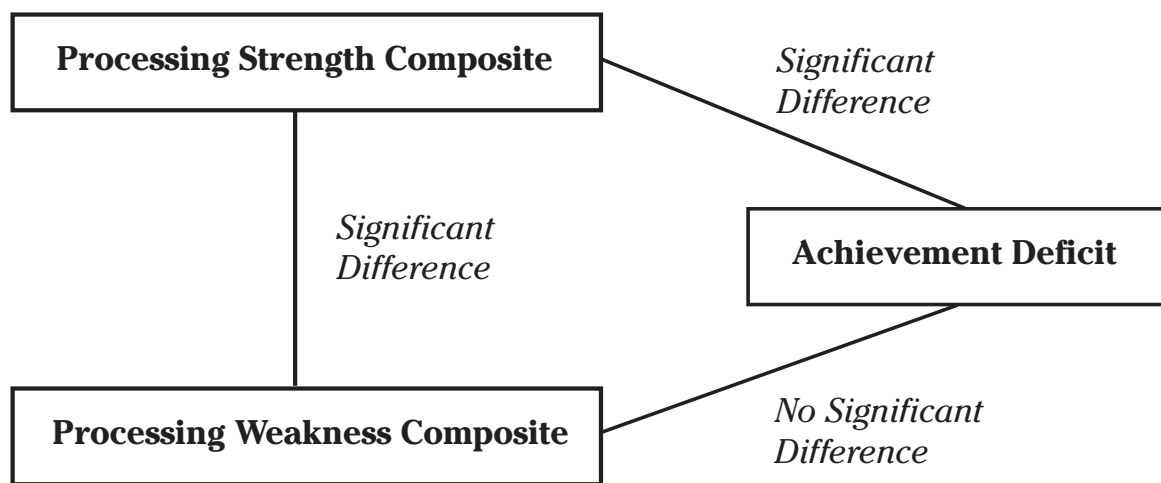 Processing Strength Composite
Significant
Difference
Significant
Difference
Achievement Deficit
Processing Weakness Composite
No Significant
Difference